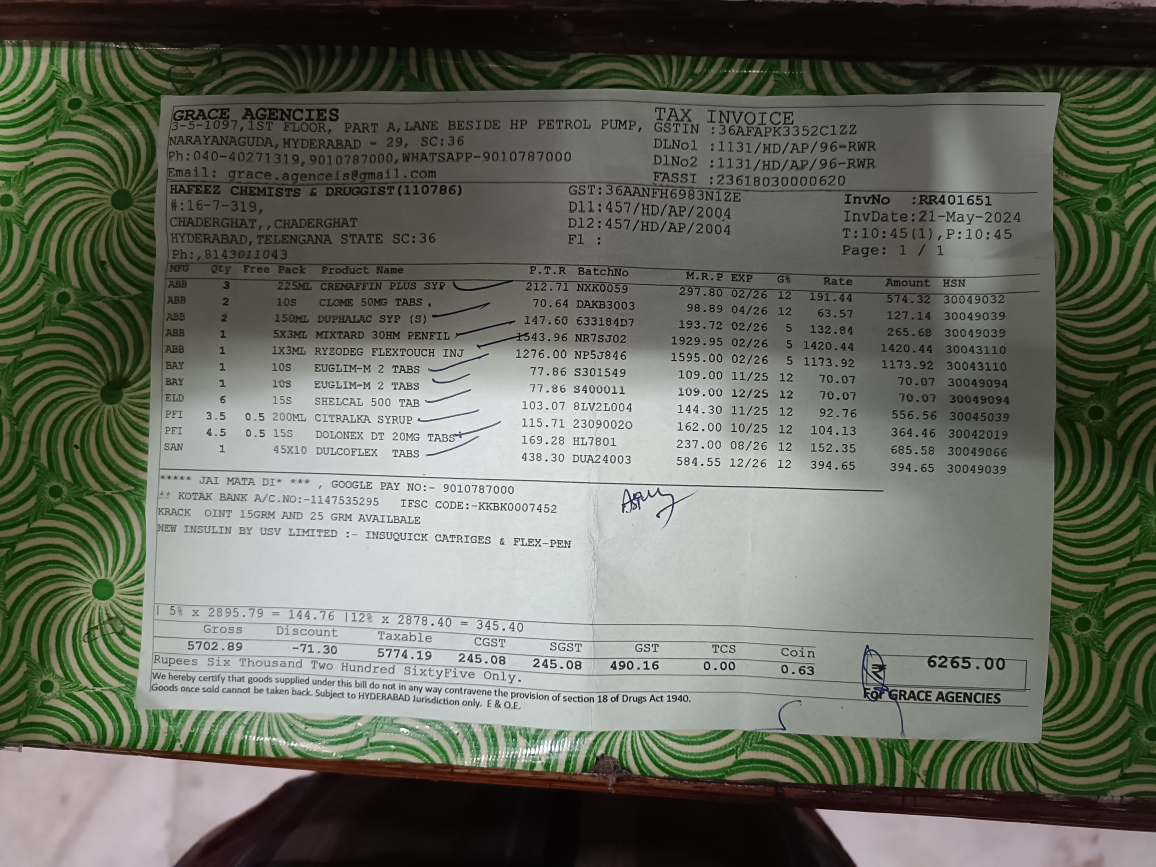 GRACE AGENCIES
3-5-1097,1ST FLOOR, PART A,LANE BESIDE HP PETROL PUMP,
NARAYANAGUDA,HYDERABAD - 29, SC:36
Ph:040-40271319,9010787000,WHATSAPP-9010787000
Email: grace.agenceis@gmail.com
TAX INVOICE
GSTIN :36AFAPK3352C1ZZ
DLNo1 :1131/HD/AP/96-RWR
DlNo2 :1131/HD/AP/96-RWR
FASSI :23618030000620
HAFEEZ CHEMISTS & DRUGGIST(110786)
#:16-7-319,
CHADERGHAT,,CHADERGHAT
HYDERABAD,TELENGANA STATE SC:36
Ph:,8143011043
GST:36AANFH6983N1ZE
Dl1:457/HD/AP/2004
Dl2:457/HD/AP/2004
Fl :
InvNo :RR401651
InvDate:21-May-2024
T:10:45(1),P:10:45
Page: 1 / 1
MFG Qty Free Pack Product Name P.T.R BatchNo M.R.P EXP G% Rate Amount HSN
ABB 3 225ML CREMAFFIN PLUS SYP 212.71 NXK0059 297.80 02/26 12 191.44 574.32 30049032
ABB 2 10S CLOME 50MG TABS . 70.64 DAKB3003 98.89 04/26 12 63.57 127.14 30049039
ABB 2 150ML DUPHALAC SYP (S) 147.60 633184D7 193.72 02/26 5 132.84 265.68 30049039
ABB 1 5X3ML MIXTARD 30HM PENFIL 1543.96 NR7SJ02 1929.95 02/26 5 1420.44 1420.44 30043110
ABB 1 1X3ML RYZODEG FLEXTOUCH INJ 1276.00 NP5J846 1595.00 02/26 5 1173.92 1173.92 30043110
BAY 1 10S EUGLIM-M 2 TABS 77.86 S301549 109.00 11/25 12 70.07 70.07 30049094
BAY 1 10S EUGLIM-M 2 TABS 77.86 S400011 109.00 12/25 12 70.07 70.07 30049094
ELD 6 15S SHELCAL 500 TAB 103.07 8LV2L004 144.30 11/25 12 92.76 556.56 30045039
PFI 3.5 0.5 200ML CITRALKA SYRUP 115.71 23090020 162.00 10/25 12 104.13 364.46 30042019
PFI 4.5 0.5 15S DOLONEX DT 20MG TABS 169.28 HL7801 237.00 08/26 12 152.35 685.58 30049066
SAN 1 45X10 DULCOFLEX TABS 438.30 DUA24003 584.55 12/26 12 394.65 394.65 30049039
***** JAI MATA DI* *** , GOOGLE PAY NO:- 9010787000
** KOTAK BANK A/C.NO:-1147535295 IFSC CODE:-KKBK0007452
KRACK OINT 15GRM AND 25 GRM AVAILBALE
NEW INSULIN BY USV LIMITED :- INSUQUICK CATRIGES & FLEX-PEN
| 5% x 2895.79 = 144.76 |12% x 2878.40 = 345.40
Gross Discount Taxable CGST SGST GST TCS Coin
5702.89 -71.30 5774.19 245.08 245.08 490.16 0.00 0.63 ₹ 6265.00
Rupees Six Thousand Two Hundred SixtyFive Only.
We hereby certify that goods supplied under this bill do not in any way contravene the provision of section 18 of Drugs Act 1940.
Goods once sold cannot be taken back. Subject to HYDERABAD Jurisdiction only. E & O.E.
For GRACE AGENCIES